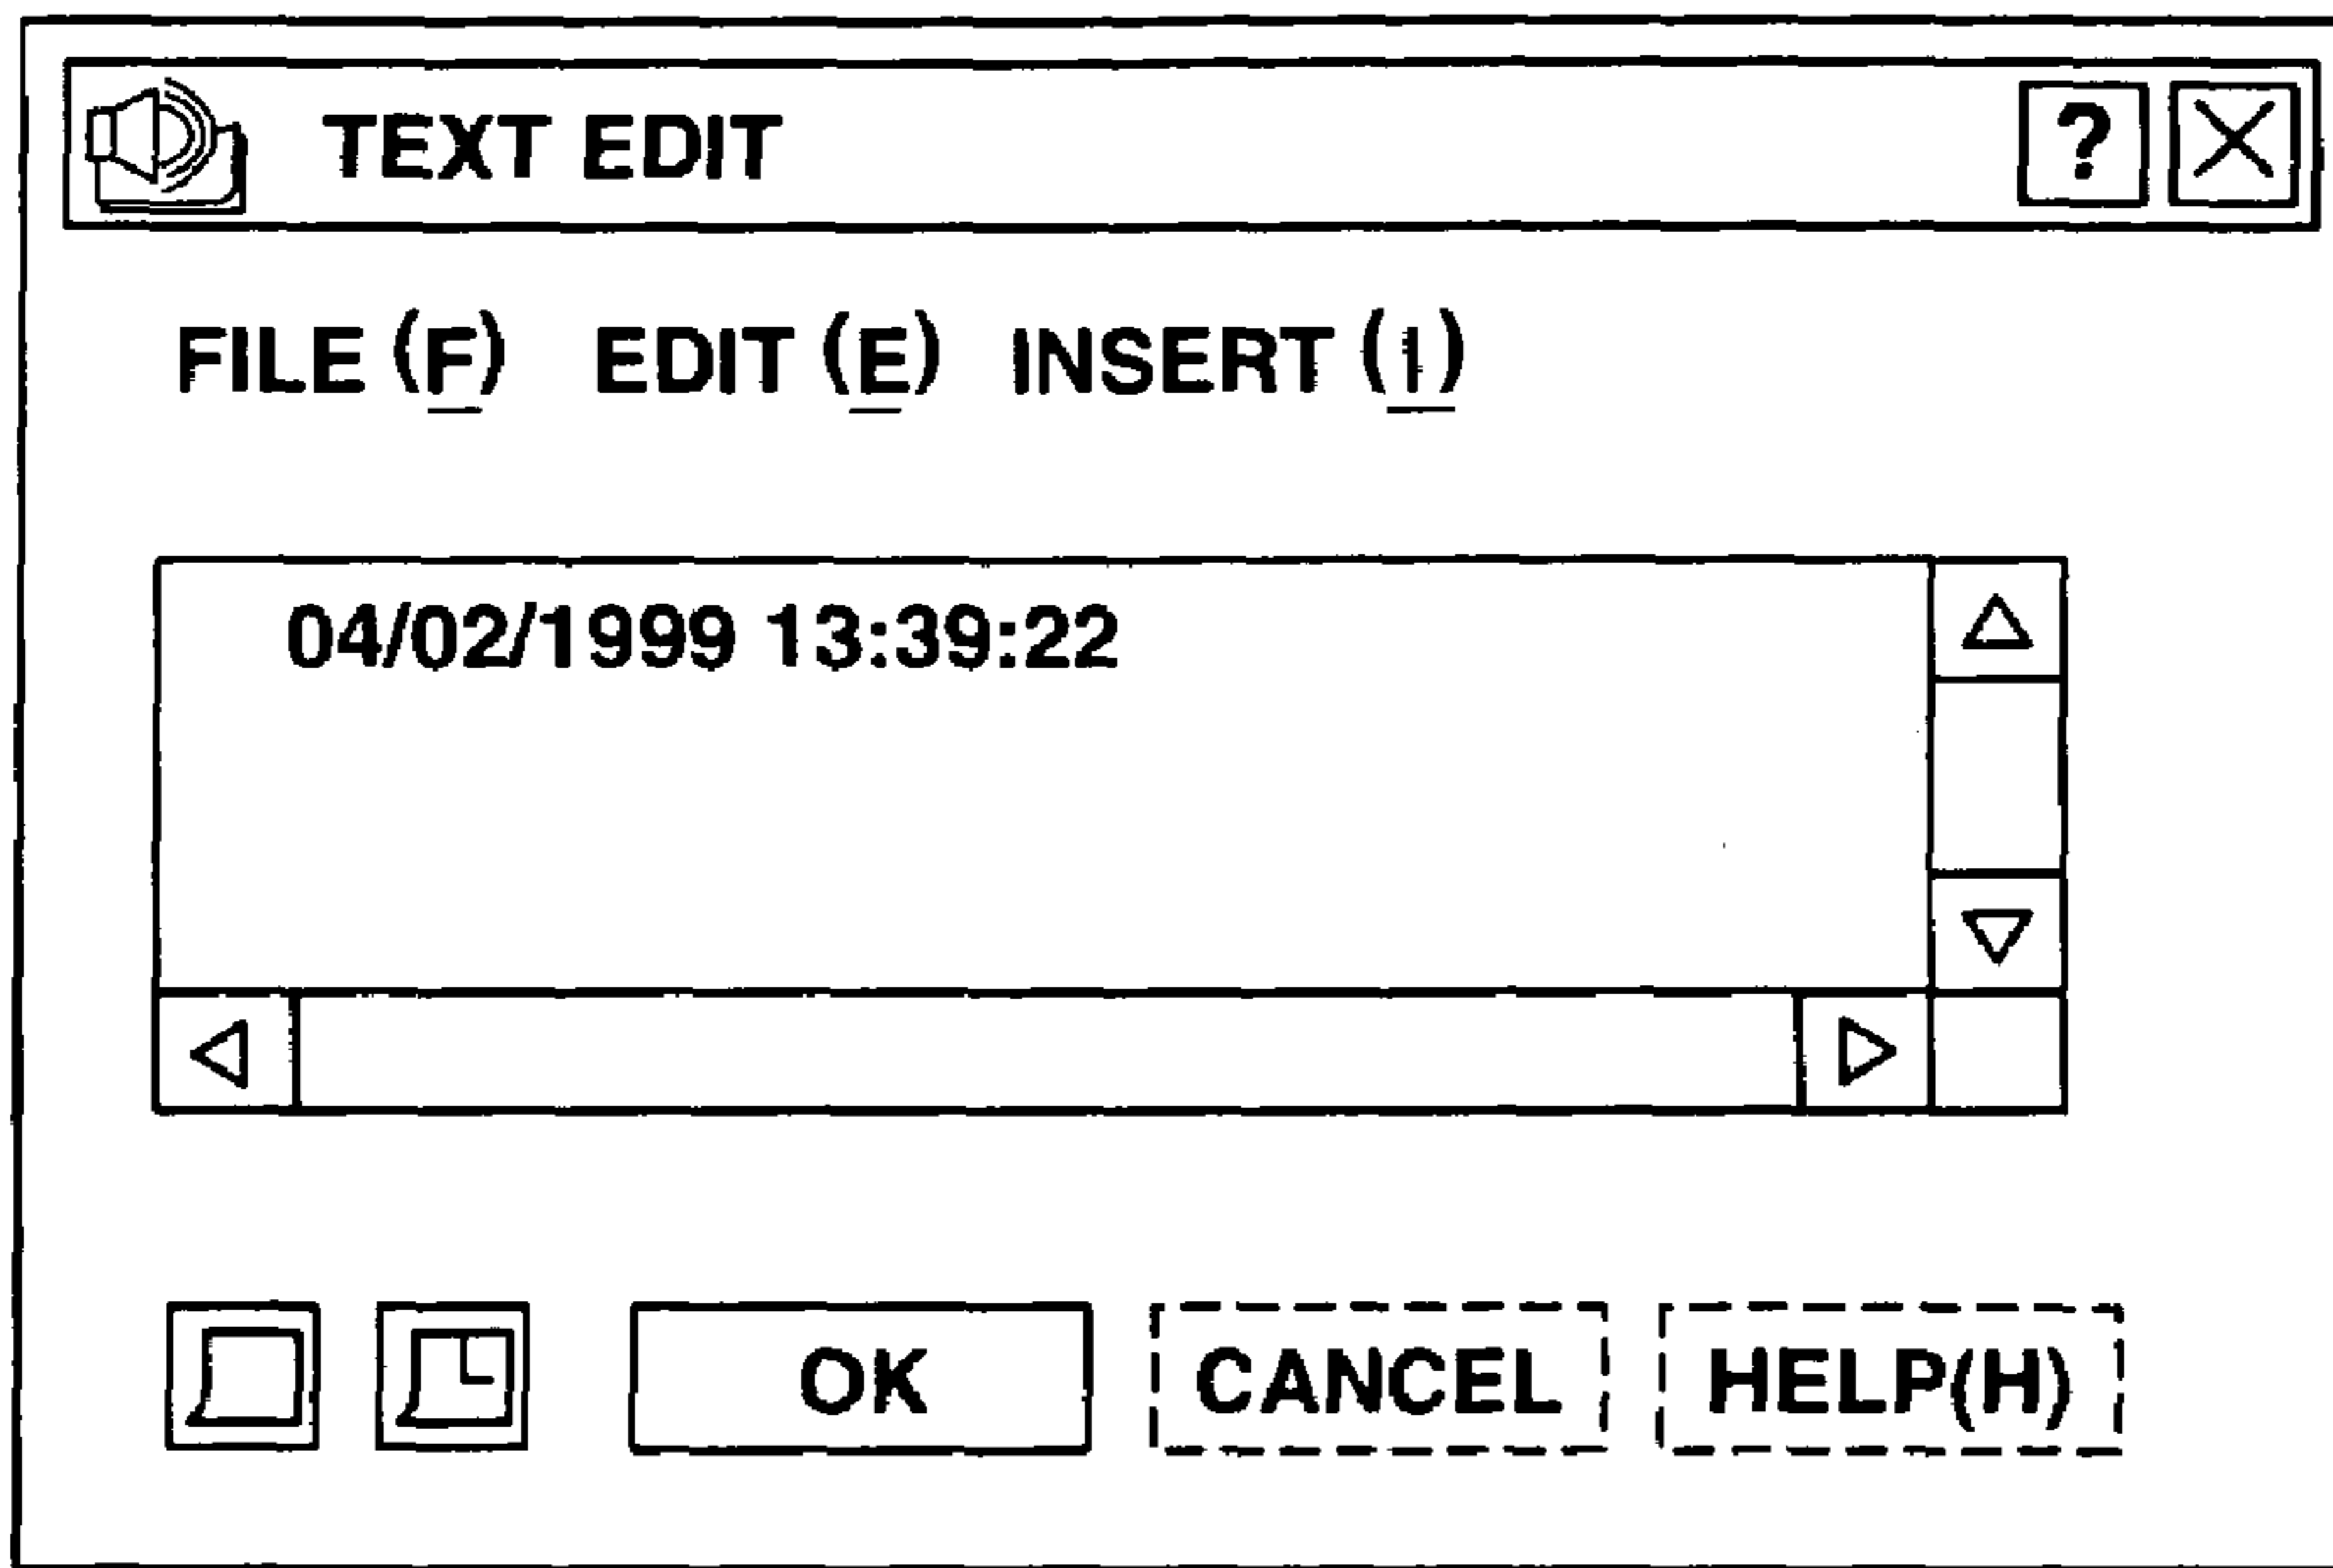 TEXT EDIT ?
FILE (F) EDIT (E) INSERT (I)
04/02/1999 13:39:22
OK CANCEL HELP(H)